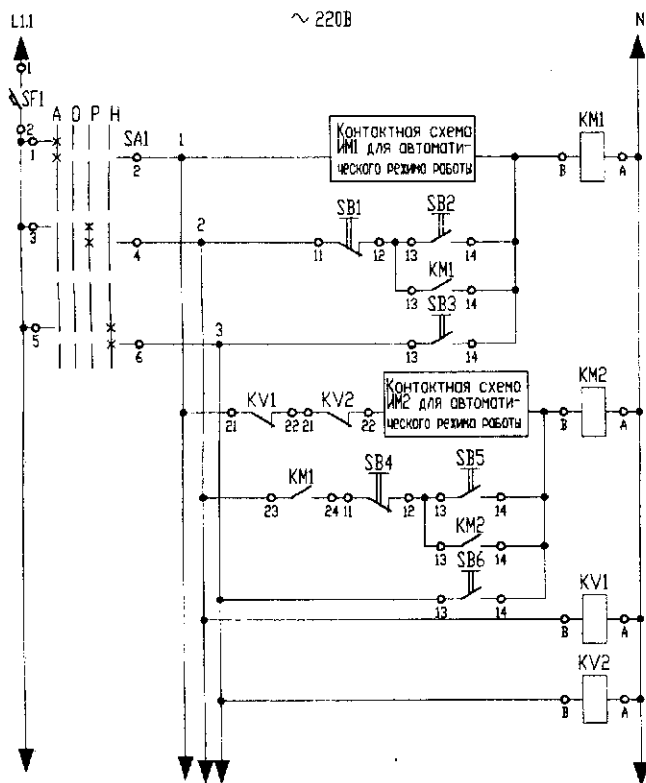 L1.1 ~ 220В N
1
SF1
А О Р Н
2
SA1 1
1 2
Контактная схема
ИМ1 для автомати-
ческого режима работы
KM1
В А
2
SB1 SB2
3 4 11 12 13 14
KM1
13 14
SB3
3
5 6 13 14
Контактная схема
ИМ2 для автомати-
ческого режима работы
KM2
KV1 KV2
21 22 21 22
В А
KM1 SB4 SB5
23 24 11 12 13 14
KM2
13 14
SB6
13 14
KV1
В А
KV2
В А